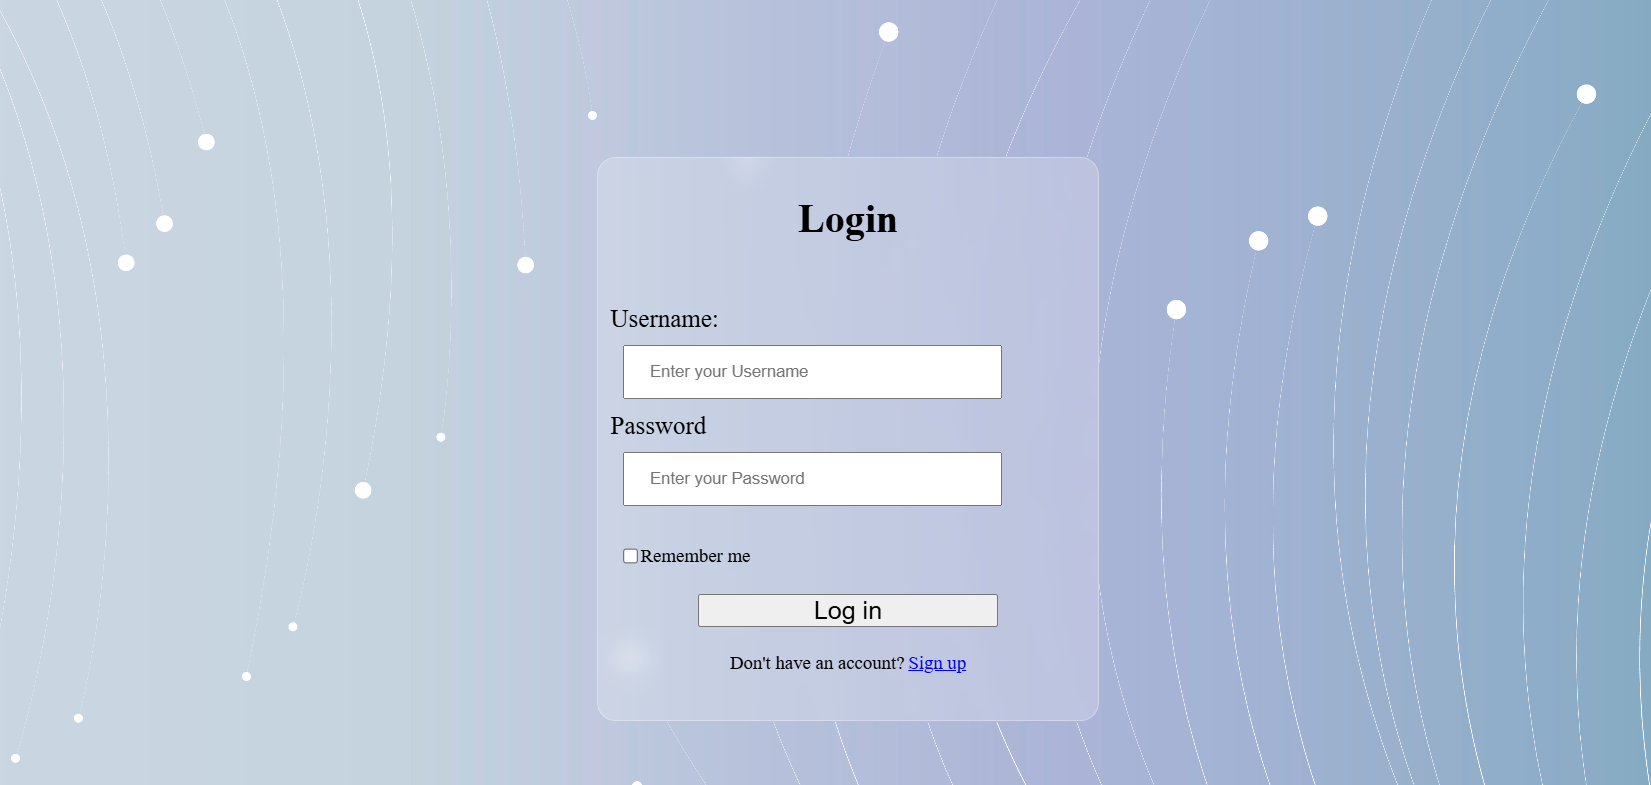 Login
Username:
Enter your Username
Password
Enter your Password
Remember me
Log in
Don't have an account? Sign up